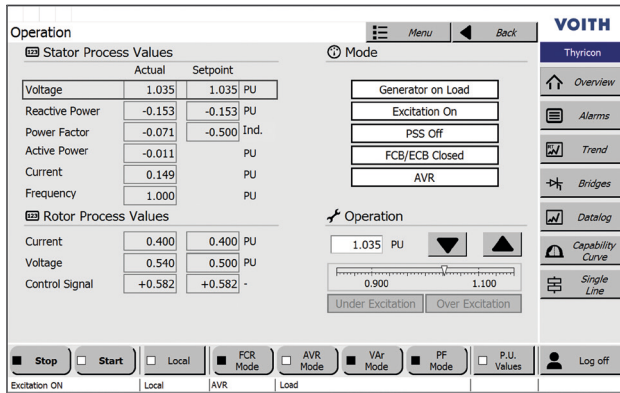 Operation
Menu
Back
VOITH
Thyricon
123 Stator Process Values
Mode
Actual Setpoint
Voltage 1.035 1.035 PU
Reactive Power -0.153 -0.153 PU
Power Factor -0.071 -0.500 Ind.
Active Power -0.011 PU
Current 0.149 PU
Frequency 1.000 PU
Generator on Load
Excitation On
PSS Off
FCB/ECB Closed
AVR
123 Rotor Process Values
Current 0.400 0.400 PU
Voltage 0.540 0.500 PU
Control Signal +0.582 +0.582 -
Operation
1.035 PU
0.900 1.100
Under Excitation Over Excitation
Overview
Alarms
Trend
Bridges
Datalog
Capability
Curve
Single
Line
Stop
Start
Local
FCR
Mode
AVR
Mode
VAr
Mode
PF
Mode
P.U.
Values
Log off
Excitation ON Local AVR Load